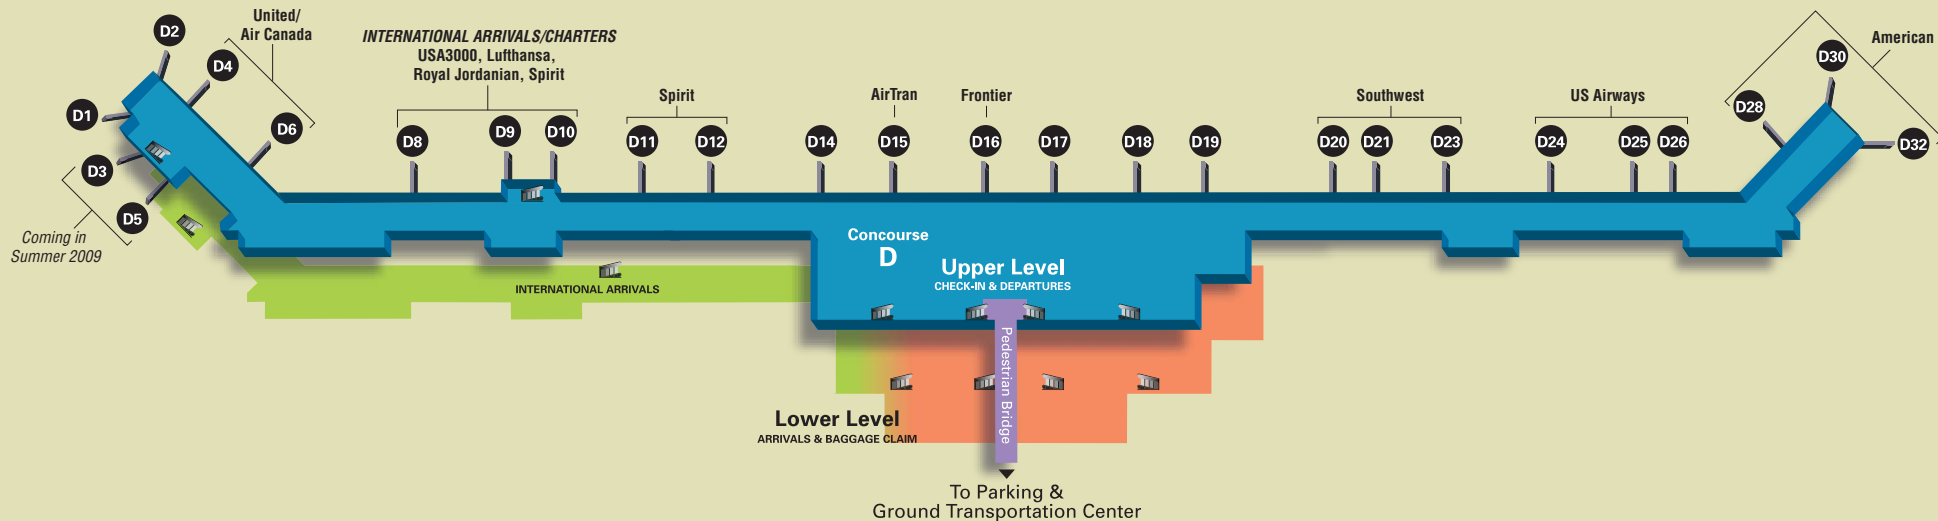 United/
Air Canada
INTERNATIONAL ARRIVALS/CHARTERS
USA3000, Lufthansa,
Royal Jordanian, Spirit
Spirit
AirTran
Frontier
Southwest
US Airways
American
D2
D4
D1
D6
D3
D5
Coming in
Summer 2009
D8
D9
D10
D11
D12
D14
D15
D16
D17
D18
D19
D20
D21
D23
D24
D25
D26
D28
D30
D32
Concourse
D
Upper Level
CHECK-IN & DEPARTURES
INTERNATIONAL ARRIVALS
Pedestrian Bridge
Lower Level
ARRIVALS & BAGGAGE CLAIM
To Parking &
Ground Transportation Center